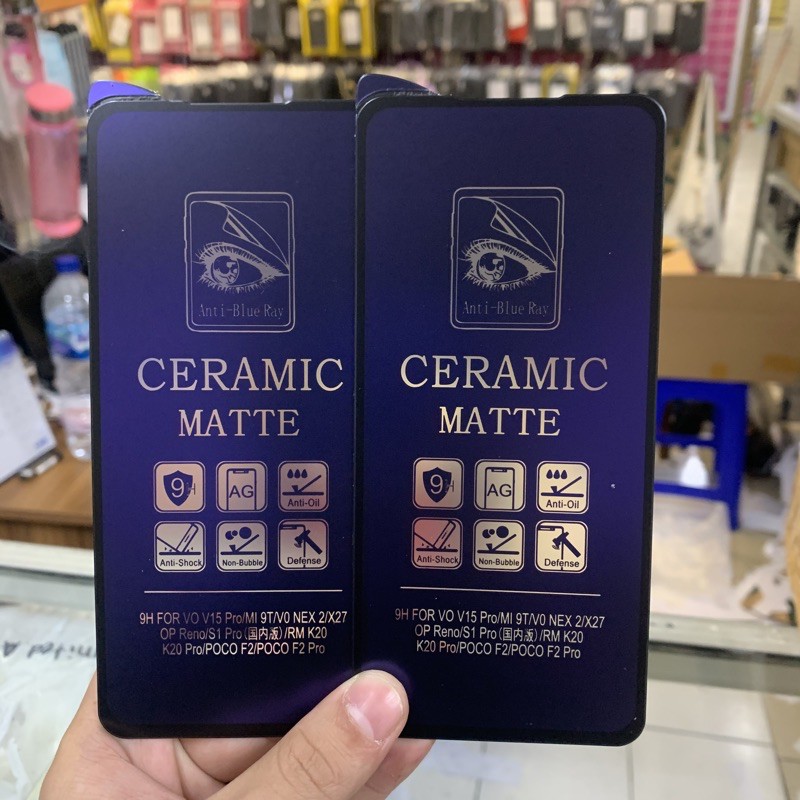 Anti-Blue Ray
CERAMIC
MATTE
9H
AG
Anti-Oil
Anti-Shock
Non-Bubble
Defense
9H FOR VO V15 Pro/MI 9T/V0 NEX 2/X27
OP Reno/S1 Pro(国内版)/RM K20
K20 Pro/POCO F2/POCO F2 Pro
Anti-Blue Ray
CERAMIC
MATTE
9H
AG
Anti-Oil
Anti-Shock
Non-Bubble
Defense
9H FOR VO V15 Pro/MI 9T/V0 NEX 2/X27
OP Reno/S1 Pro(国内版)/RM K20
K20 Pro/POCO F2/POCO F2 Pro